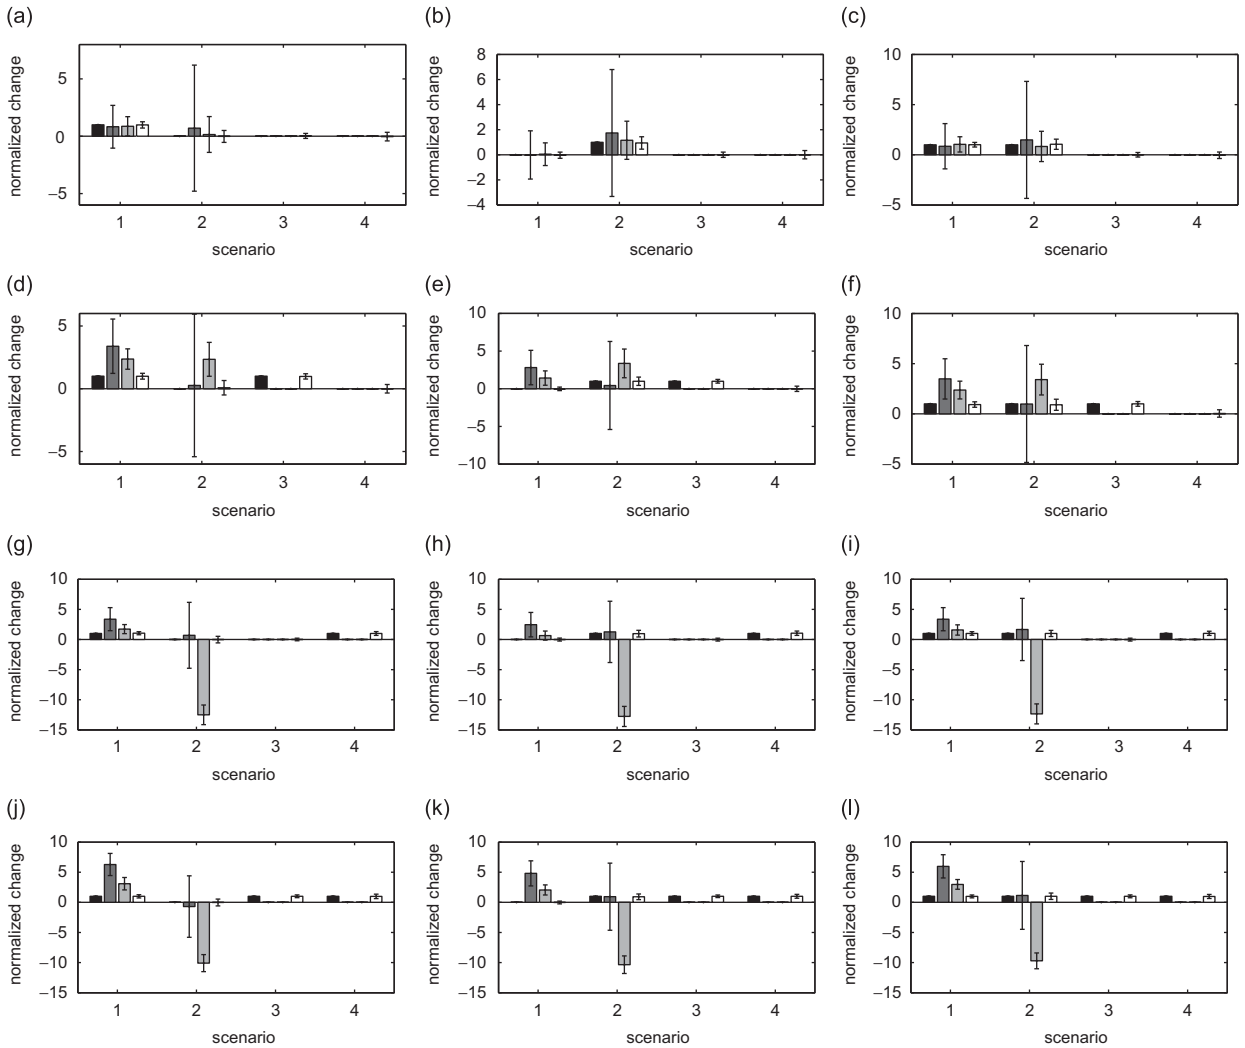 (a) (b) (c)
normalized change 5 0 −5 1 2 3 4 scenario
normalized change 8 6 4 2 0 −2 −4 1 2 3 4 scenario
normalized change 10 5 0 −5 1 2 3 4 scenario
(d) (e) (f)
normalized change 5 0 −5 1 2 3 4 scenario
normalized change 10 5 0 −5 −10 1 2 3 4 scenario
normalized change 10 5 0 −5 1 2 3 4 scenario
(g) (h) (i)
normalized change 10 5 0 −5 −10 −15 1 2 3 4 scenario
normalized change 10 5 0 −5 −10 −15 1 2 3 4 scenario
normalized change 10 5 0 −5 −10 −15 1 2 3 4 scenario
(j) (k) (l)
normalized change 10 5 0 −5 −10 −15 1 2 3 4 scenario
normalized change 10 5 0 −5 −10 −15 1 2 3 4 scenario
normalized change 10 5 0 −5 −10 −15 1 2 3 4 scenario